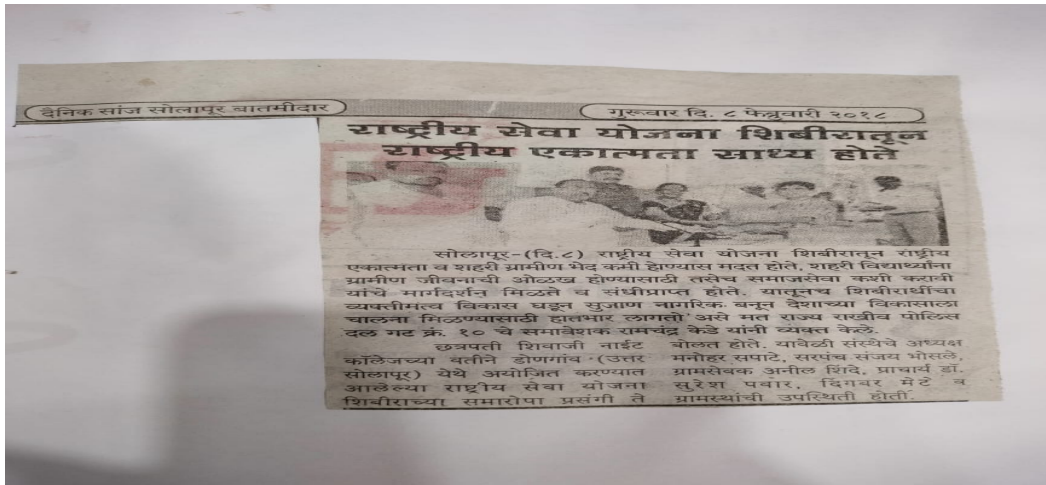 दैनिक सांज सोलापूर बातमीदार
गुरूवार दि. ८ फेब्रुवारी २०१८
राष्ट्रीय सेवा योजना शिबीरातून
राष्ट्रीय एकात्मता साध्य होते
सोलापूर-(दि.८) राष्ट्रीय सेवा योजना शिबीरातून राष्ट्रीय
एकात्मता व शहरी ग्रामीण भेद कमी होण्यास मदत होते. शहरी विद्यार्थ्यांना
ग्रामीण जीवनाची ओळख होण्यासाठी तसेच समाजसेवा कशी करावी
यांचे मार्गदर्शन मिळते व संधीप्राप्त होते. यातूनच शिबीरार्थीचा
व्यक्तीमत्व विकास घडून सुजाण नागरिक बनून देशाच्या विकासाला
चालना मिळण्यासाठी हातभार लागतो असे मत राज्य राखीव पोलिस
दल गट क्रं. १० चे समादेशक रामचंद्र केडे यांनी व्यक्त केले.
छत्रपती शिवाजी नाईट
कॉलेजच्या वतीने डोणगांव (उत्तर
सोलापूर) येथे अयोजित करण्यात
आलेल्या राष्ट्रीय सेवा योजना
शिबीराच्या समारोपा प्रसंगी ते
बोलत होते. यावेळी संस्थेचे अध्यक्ष
मनोहर सपाटे, सरपंच संजय भोसले,
ग्रामसेवक अनील शिंदे, प्राचार्य डॉ.
सुरेश पवार, दिगंबर मेटे व
ग्रामस्थांची उपस्थिती होती.